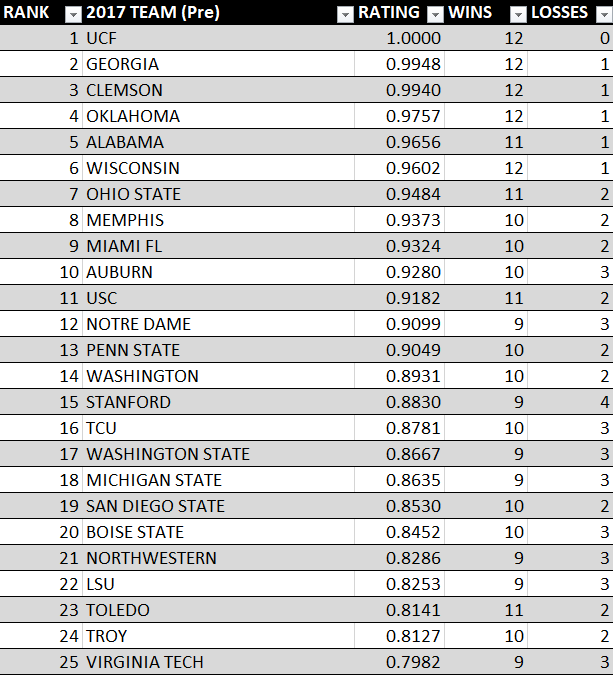 RANK 2017 TEAM (Pre) RATING WINS LOSSES
1 UCF 1.0000 12 0
2 GEORGIA 0.9948 12 1
3 CLEMSON 0.9940 12 1
4 OKLAHOMA 0.9757 12 1
5 ALABAMA 0.9656 11 1
6 WISCONSIN 0.9602 12 1
7 OHIO STATE 0.9484 11 2
8 MEMPHIS 0.9373 10 2
9 MIAMI FL 0.9324 10 2
10 AUBURN 0.9280 10 3
11 USC 0.9182 11 2
12 NOTRE DAME 0.9099 9 3
13 PENN STATE 0.9049 10 2
14 WASHINGTON 0.8931 10 2
15 STANFORD 0.8830 9 4
16 TCU 0.8781 10 3
17 WASHINGTON STATE 0.8667 9 3
18 MICHIGAN STATE 0.8635 9 3
19 SAN DIEGO STATE 0.8530 10 2
20 BOISE STATE 0.8452 10 3
21 NORTHWESTERN 0.8286 9 3
22 LSU 0.8253 9 3
23 TOLEDO 0.8141 11 2
24 TROY 0.8127 10 2
25 VIRGINIA TECH 0.7982 9 3